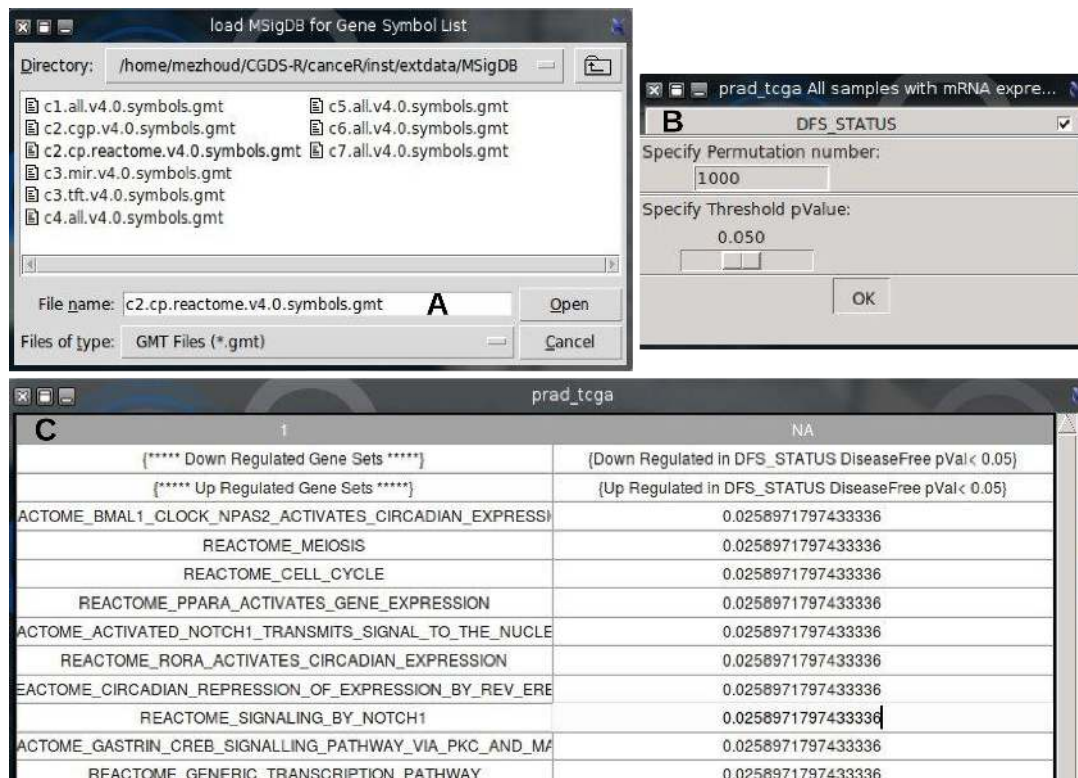 load MSigDB for Gene Symbol List
Directory: /home/mezhoud/CGDS-R/canceR/inst/extdata/MSigDB
c1.all.v4.0.symbols.gmt
c2.cgp.v4.0.symbols.gmt
c2.cp.reactome.v4.0.symbols.gmt
c3.mir.v4.0.symbols.gmt
c3.tft.v4.0.symbols.gmt
c4.all.v4.0.symbols.gmt
c5.all.v4.0.symbols.gmt
c6.all.v4.0.symbols.gmt
c7.all.v4.0.symbols.gmt
File name: c2.cp.reactome.v4.0.symbols.gmt A Open
Files of type: GMT Files (*.gmt) Cancel
prad_tcga All samples with mRNA expre...
B DFS_STATUS
Specify Permutation number:
1000
Specify Threshold pValue:
0.050
OK
prad_tcga
C 1 NA
{***** Down Regulated Gene Sets *****} {Down Regulated in DFS_STATUS DiseaseFree pVal< 0.05}
{***** Up Regulated Gene Sets *****} {Up Regulated in DFS_STATUS DiseaseFree pVal< 0.05}
ACTOME_BMAL1_CLOCK_NPAS2_ACTIVATES_CIRCADIAN_EXPRESSI 0.0258971797433336
REACTOME_MEIOSIS 0.0258971797433336
REACTOME_CELL_CYCLE 0.0258971797433336
REACTOME_PPARA_ACTIVATES_GENE_EXPRESSION 0.0258971797433336
ACTOME_ACTIVATED_NOTCH1_TRANSMITS_SIGNAL_TO_THE_NUCLE 0.0258971797433336
REACTOME_RORA_ACTIVATES_CIRCADIAN_EXPRESSION 0.0258971797433336
EACTOME_CIRCADIAN_REPRESSION_OF_EXPRESSION_BY_REV_ERE 0.0258971797433336
REACTOME_SIGNALING_BY_NOTCH1 0.0258971797433336
ACTOME_GASTRIN_CREB_SIGNALLING_PATHWAY_VIA_PKC_AND_MA 0.0258971797433336
REACTOME_GENERIC_TRANSCRIPTION_PATHWAY 0.0258971797433336